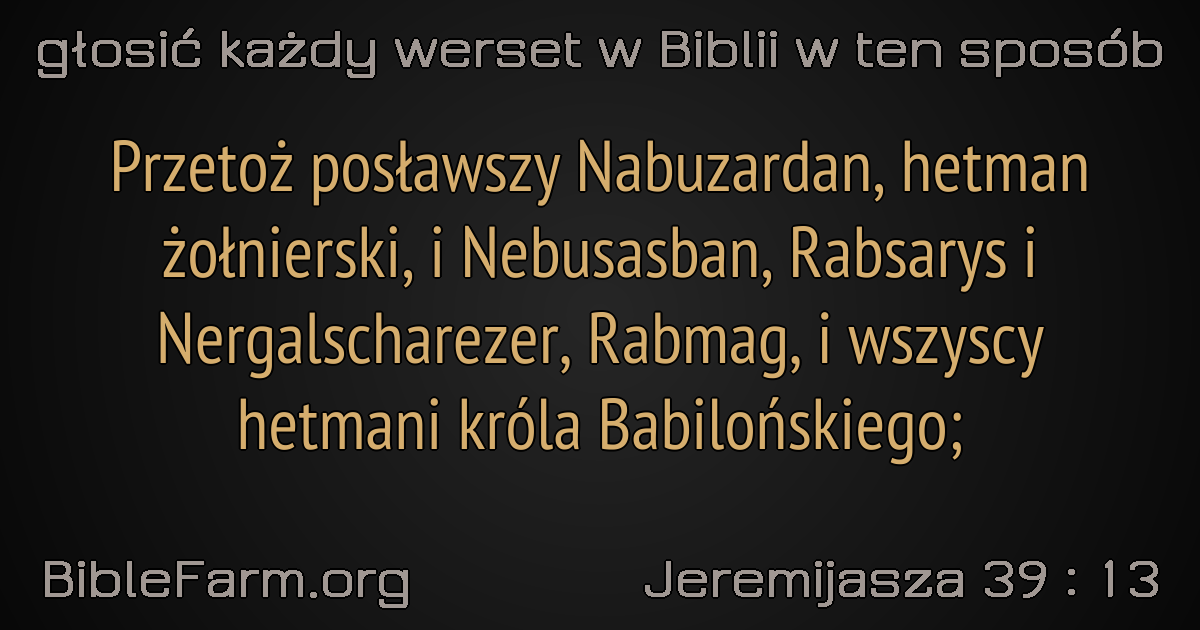 głosić każdy werset w Biblii w ten sposób
Przetoż posławszy Nabuzardan, hetman
żołnierski, i Nebusasban, Rabsarys i
Nergalscharezer, Rabmag, i wszyscy
hetmani króla Babilońskiego;
BibleFarm.org
Jeremijasza 39 : 13